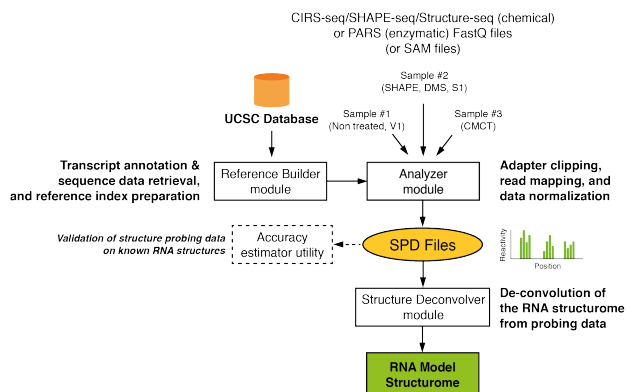 CIRS-seq/SHAPE-seq/Structure-seq (chemical)
or PARS (enzymatic) FastQ files
(or SAM files)
Sample #2
(SHAPE, DMS, S1)
UCSC Database
Sample #1
(Non treated, V1)
Sample #3
(CMCT)
Transcript annotation &
sequence data retrieval,
and reference index preparation
Reference Builder
module
Analyzer
module
Adapter clipping,
read mapping, and
data normalization
Validation of structure probing data
on known RNA structures
Accuracy
estimator utility
SPD Files
Reactivity
Position
Structure Deconvolver
module
De-convolution of
the RNA structurome
from probing data
RNA Model
Structurome